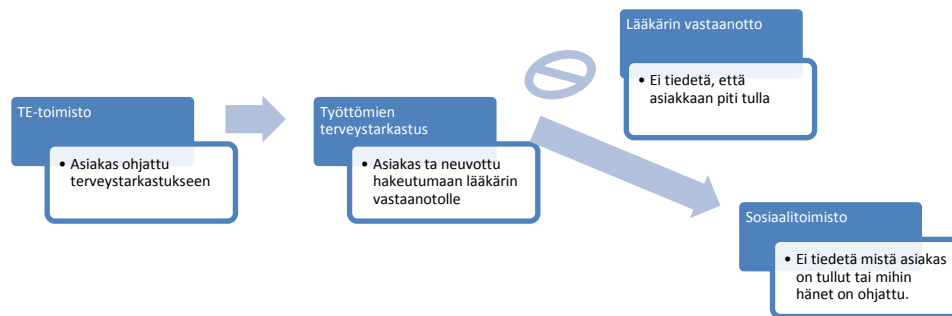 TE-toimisto
• Asiakas ohjattu
terveystarkastukseen
Työttömien
terveystarkastus
• Asiakas ta neuvottu
hakeutumaan lääkärin
vastaanotolle
Lääkärin vastaanotto
• Ei tiedetä, että
asiakkaan piti tulla
Sosiaalitoimisto
• Ei tiedetä mistä asiakas
on tullut tai mihin
hänet on ohjattu.